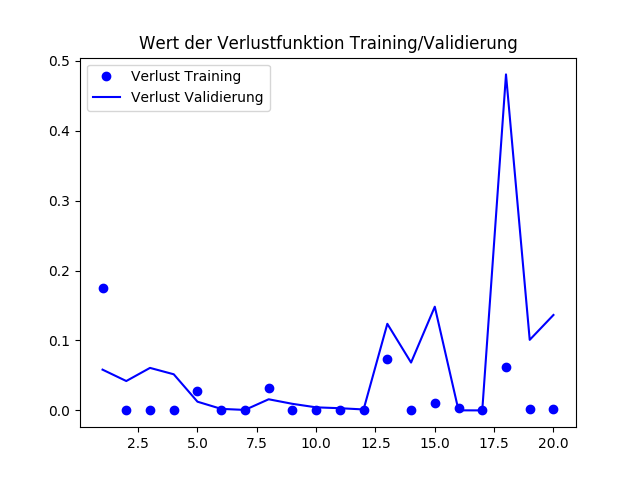 Wert der Verlustfunktion Training/Validierung
Verlust Training
Verlust Validierung
0.5
0.4
0.3
0.2
0.1
0.0
2.5 5.0 7.5 10.0 12.5 15.0 17.5 20.0